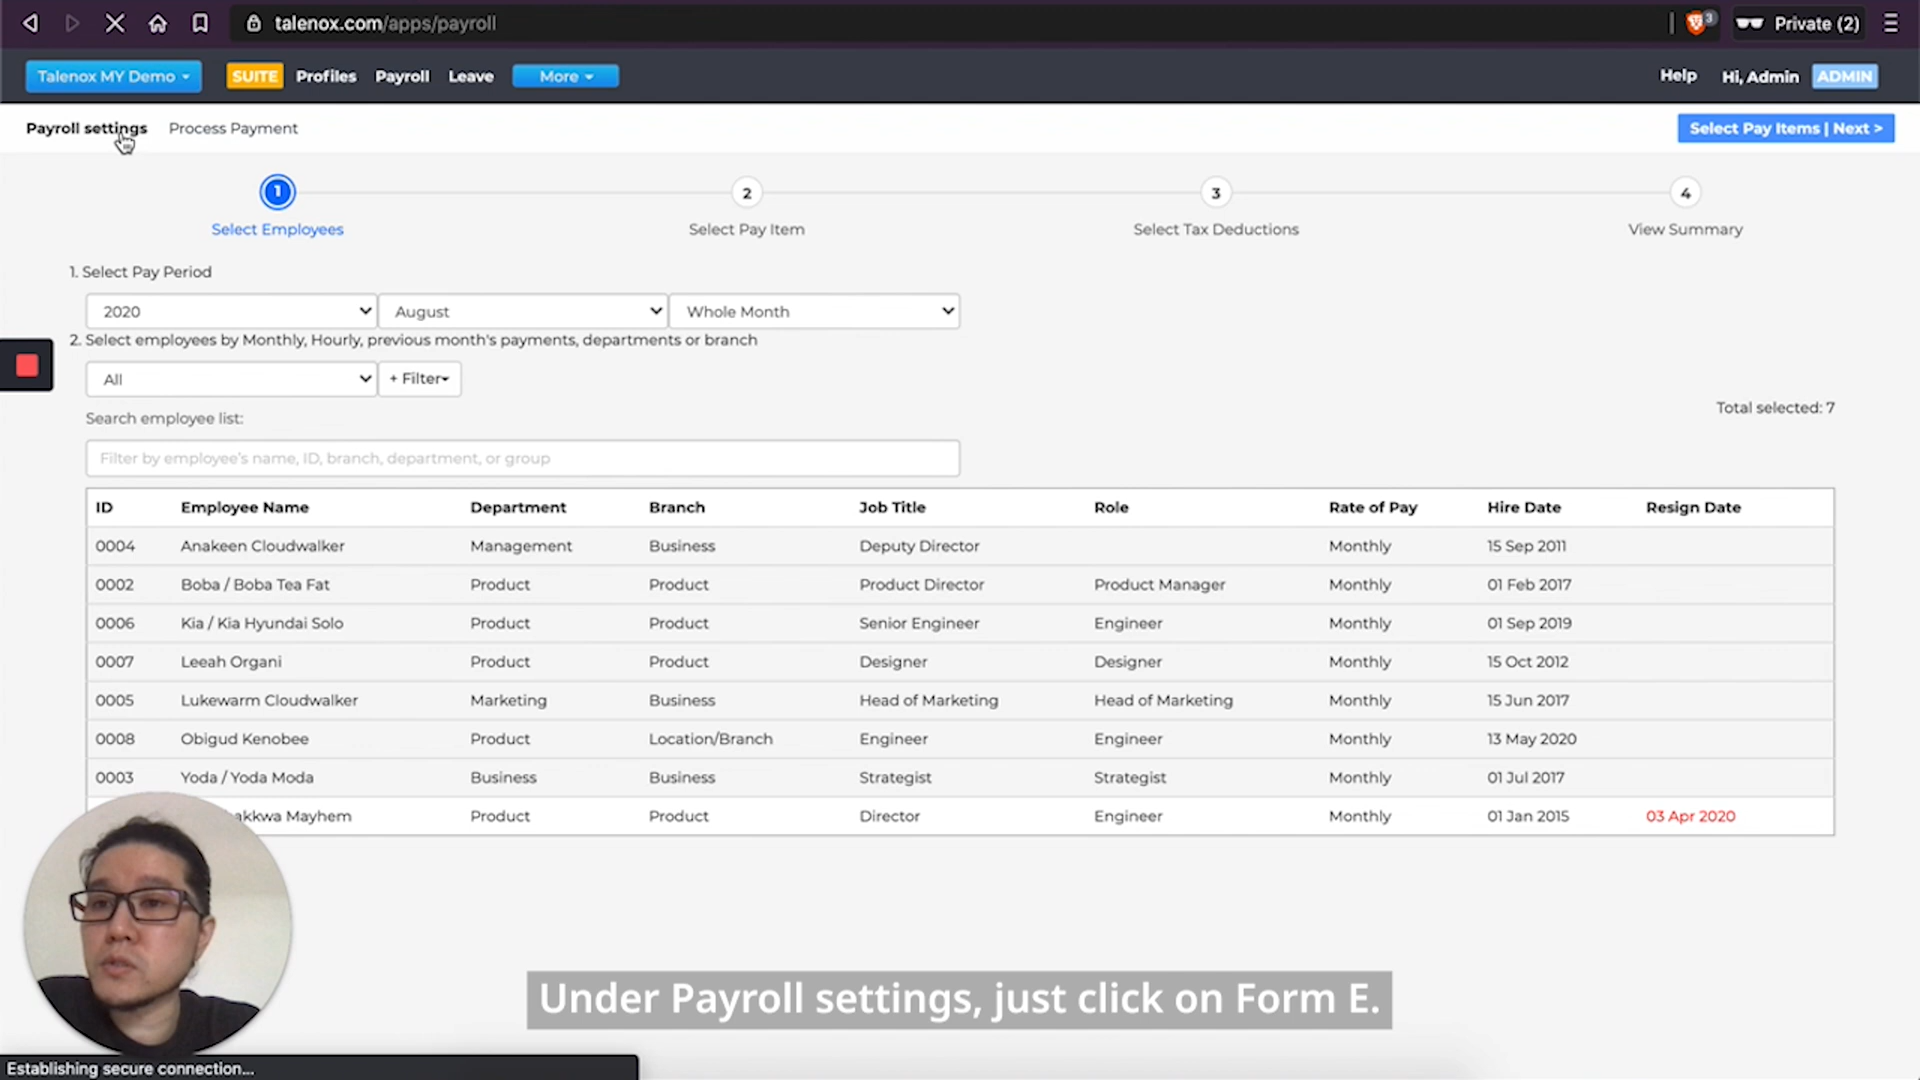 talenox.com/apps/payroll
3
Private (2)
Talenox MY Demo
SUITE
Profiles
Payroll
Leave
More
Help
Hi, Admin
ADMIN
Payroll settings
Process Payment
Select Pay Items | Next >
1
2
3
4
Select Employees
Select Pay Item
Select Tax Deductions
View Summary
1. Select Pay Period
2020
August
Whole Month
2. Select employees by Monthly, Hourly, previous month's payments, departments or branch
All
+ Filter
Total selected: 7
Search employee list:
Filter by employee's name, ID, branch, department, or group
ID Employee Name Department Branch Job Title Role Rate of Pay Hire Date Resign Date
0004 Anakeen Cloudwalker Management Business Deputy Director Monthly 15 Sep 2011
0002 Boba / Boba Tea Fat Product Product Product Director Product Manager Monthly 01 Feb 2017
0006 Kia / Kia Hyundai Solo Product Product Senior Engineer Engineer Monthly 01 Sep 2019
0007 Leeah Organi Product Product Designer Designer Monthly 15 Oct 2012
0005 Lukewarm Cloudwalker Marketing Business Head of Marketing Head of Marketing Monthly 15 Jun 2017
0008 Obigud Kenobee Product Location/Branch Engineer Engineer Monthly 13 May 2020
0003 Yoda / Yoda Moda Business Business Strategist Strategist Monthly 01 Jul 2017
Mayhem Product Product Director Engineer Monthly 01 Jan 2015 03 Apr 2020
Under Payroll settings, just click on Form E.
Establishing secure connection...